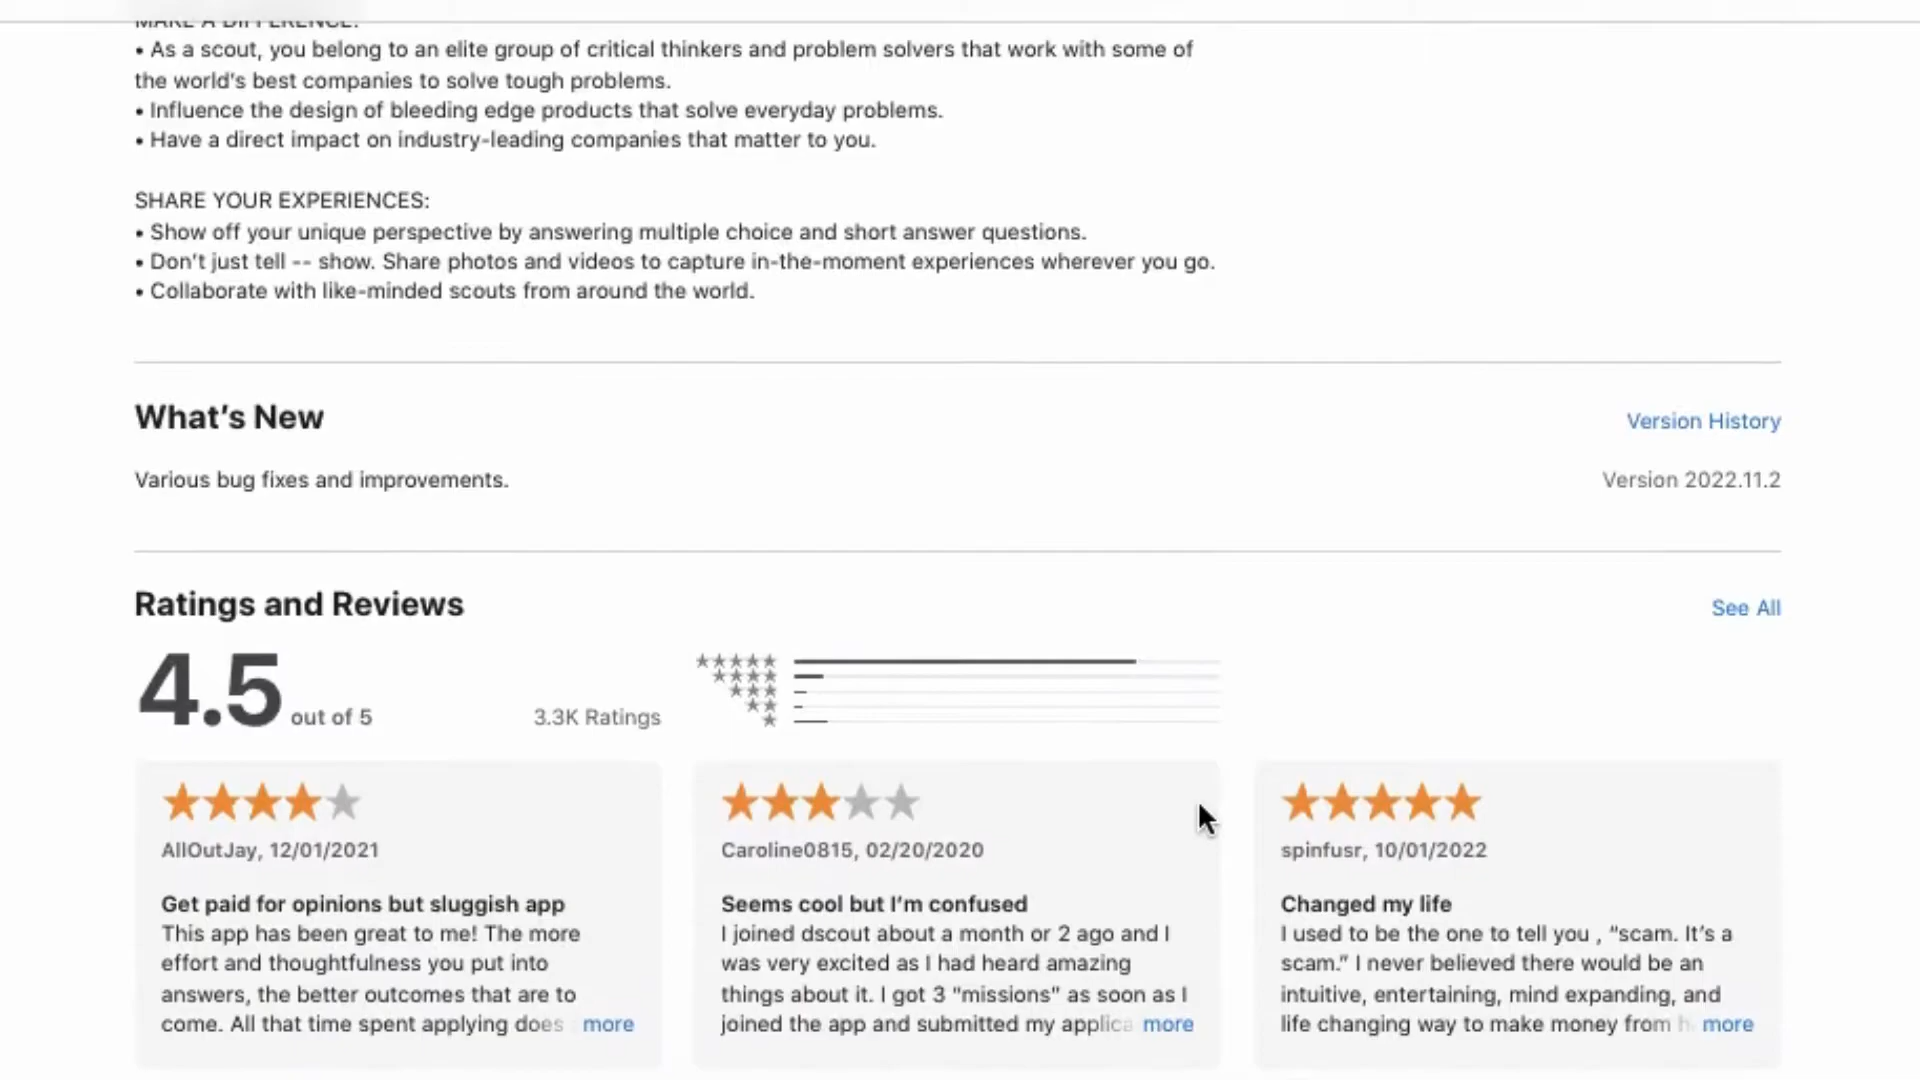 MAKE A DIFFERENCE:
• As a scout, you belong to an elite group of critical thinkers and problem solvers that work with some of
the world's best companies to solve tough problems.
• Influence the design of bleeding edge products that solve everyday problems.
• Have a direct impact on industry-leading companies that matter to you.
SHARE YOUR EXPERIENCES:
• Show off your unique perspective by answering multiple choice and short answer questions.
• Don't just tell -- show. Share photos and videos to capture in-the-moment experiences wherever you go.
• Collaborate with like-minded scouts from around the world.
What's New
Version History
Various bug fixes and improvements.
Version 2022.11.2
Ratings and Reviews
See All
4.5 out of 5
3.3K Ratings
AllOutJay, 12/01/2021
Get paid for opinions but sluggish app
This app has been great to me! The more
effort and thoughtfulness you put into
answers, the better outcomes that are to
come. All that time spent applying does more
Caroline0815, 02/20/2020
Seems cool but I'm confused
I joined dscout about a month or 2 ago and I
was very excited as I had heard amazing
things about it. I got 3 "missions" as soon as I
joined the app and submitted my applica more
spinfusr, 10/01/2022
Changed my life
I used to be the one to tell you , “scam. It's a
scam.” I never believed there would be an
intuitive, entertaining, mind expanding, and
life changing way to make money from h more